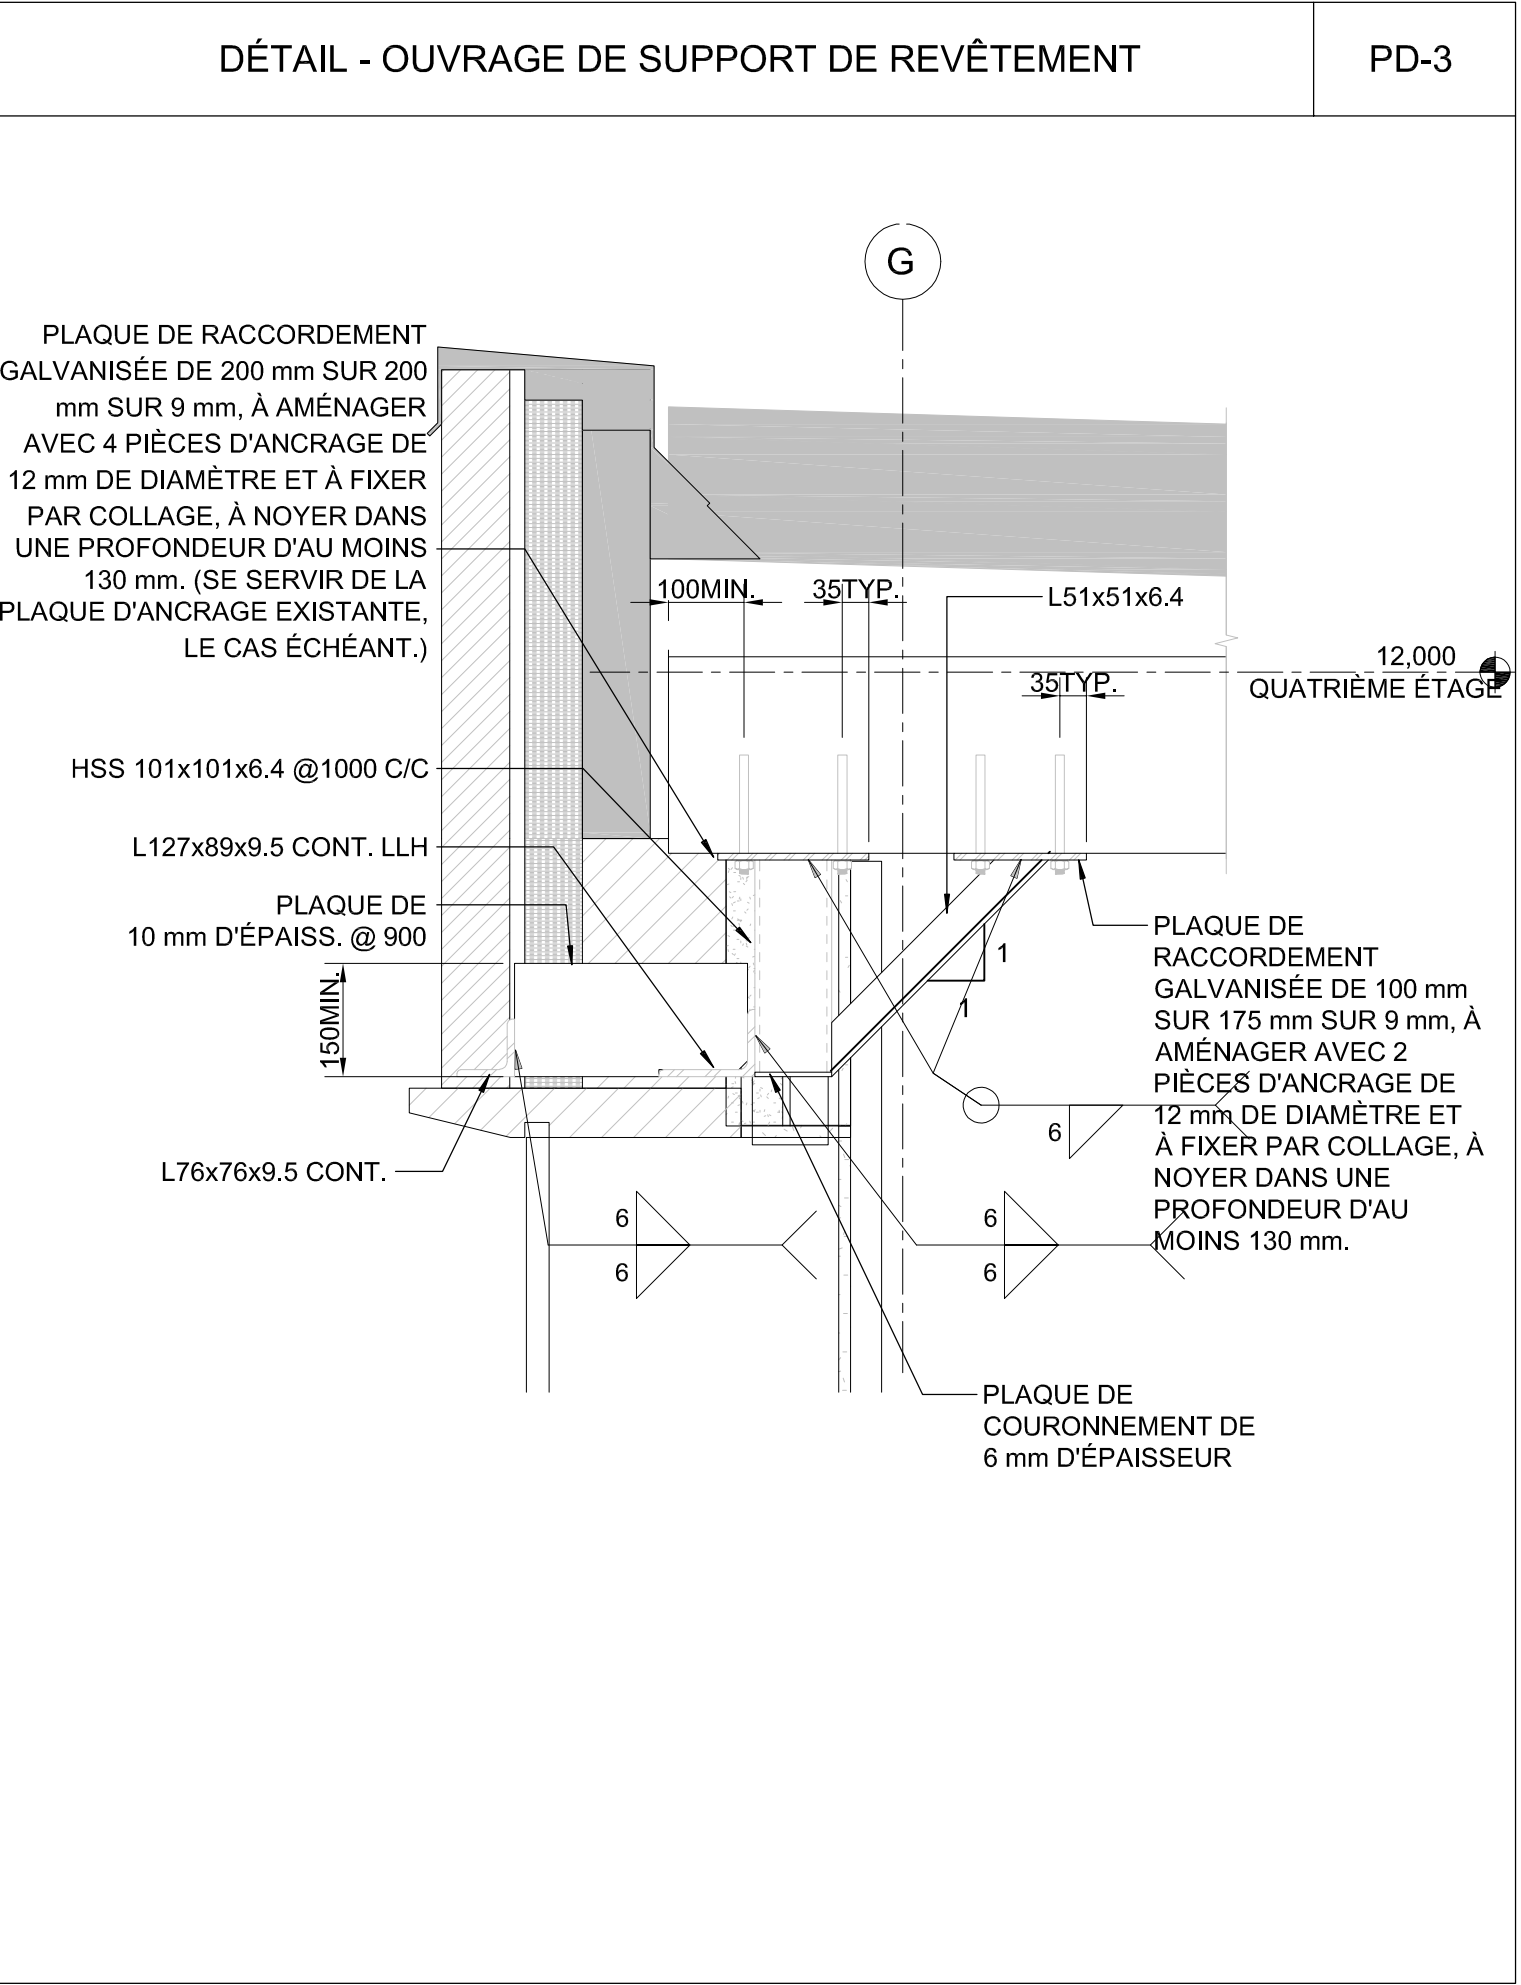 DÉTAIL - OUVRAGE DE SUPPORT DE REVÊTEMENT
PD-3
G
PLAQUE DE RACCORDEMENT
GALVANISÉE DE 200 mm SUR 200
mm SUR 9 mm, À AMÉNAGER
AVEC 4 PIÈCES D'ANCRAGE DE
12 mm DE DIAMÈTRE ET À FIXER
PAR COLLAGE, À NOYER DANS
UNE PROFONDEUR D'AU MOINS
130 mm. (SE SERVIR DE LA
PLAQUE D'ANCRAGE EXISTANTE,
LE CAS ÉCHÉANT.)
100MIN.
35TYP.
L51x51x6.4
12,000
QUATRIÈME ÉTAGE
35TYP.
HSS 101x101x6.4 @1000 C/C
L127x89x9.5 CONT. LLH
PLAQUE DE
10 mm D'ÉPAISS. @ 900
150MIN.
L76x76x9.5 CONT.
1
1
PLAQUE DE
RACCORDEMENT
GALVANISÉE DE 100 mm
SUR 175 mm SUR 9 mm, À
AMÉNAGER AVEC 2
PIÈCES D'ANCRAGE DE
12 mm DE DIAMÈTRE ET
À FIXER PAR COLLAGE, À
NOYER DANS UNE
PROFONDEUR D'AU
MOINS 130 mm.
6
6
6
6
6
PLAQUE DE
COURONNEMENT DE
6 mm D'ÉPAISSEUR